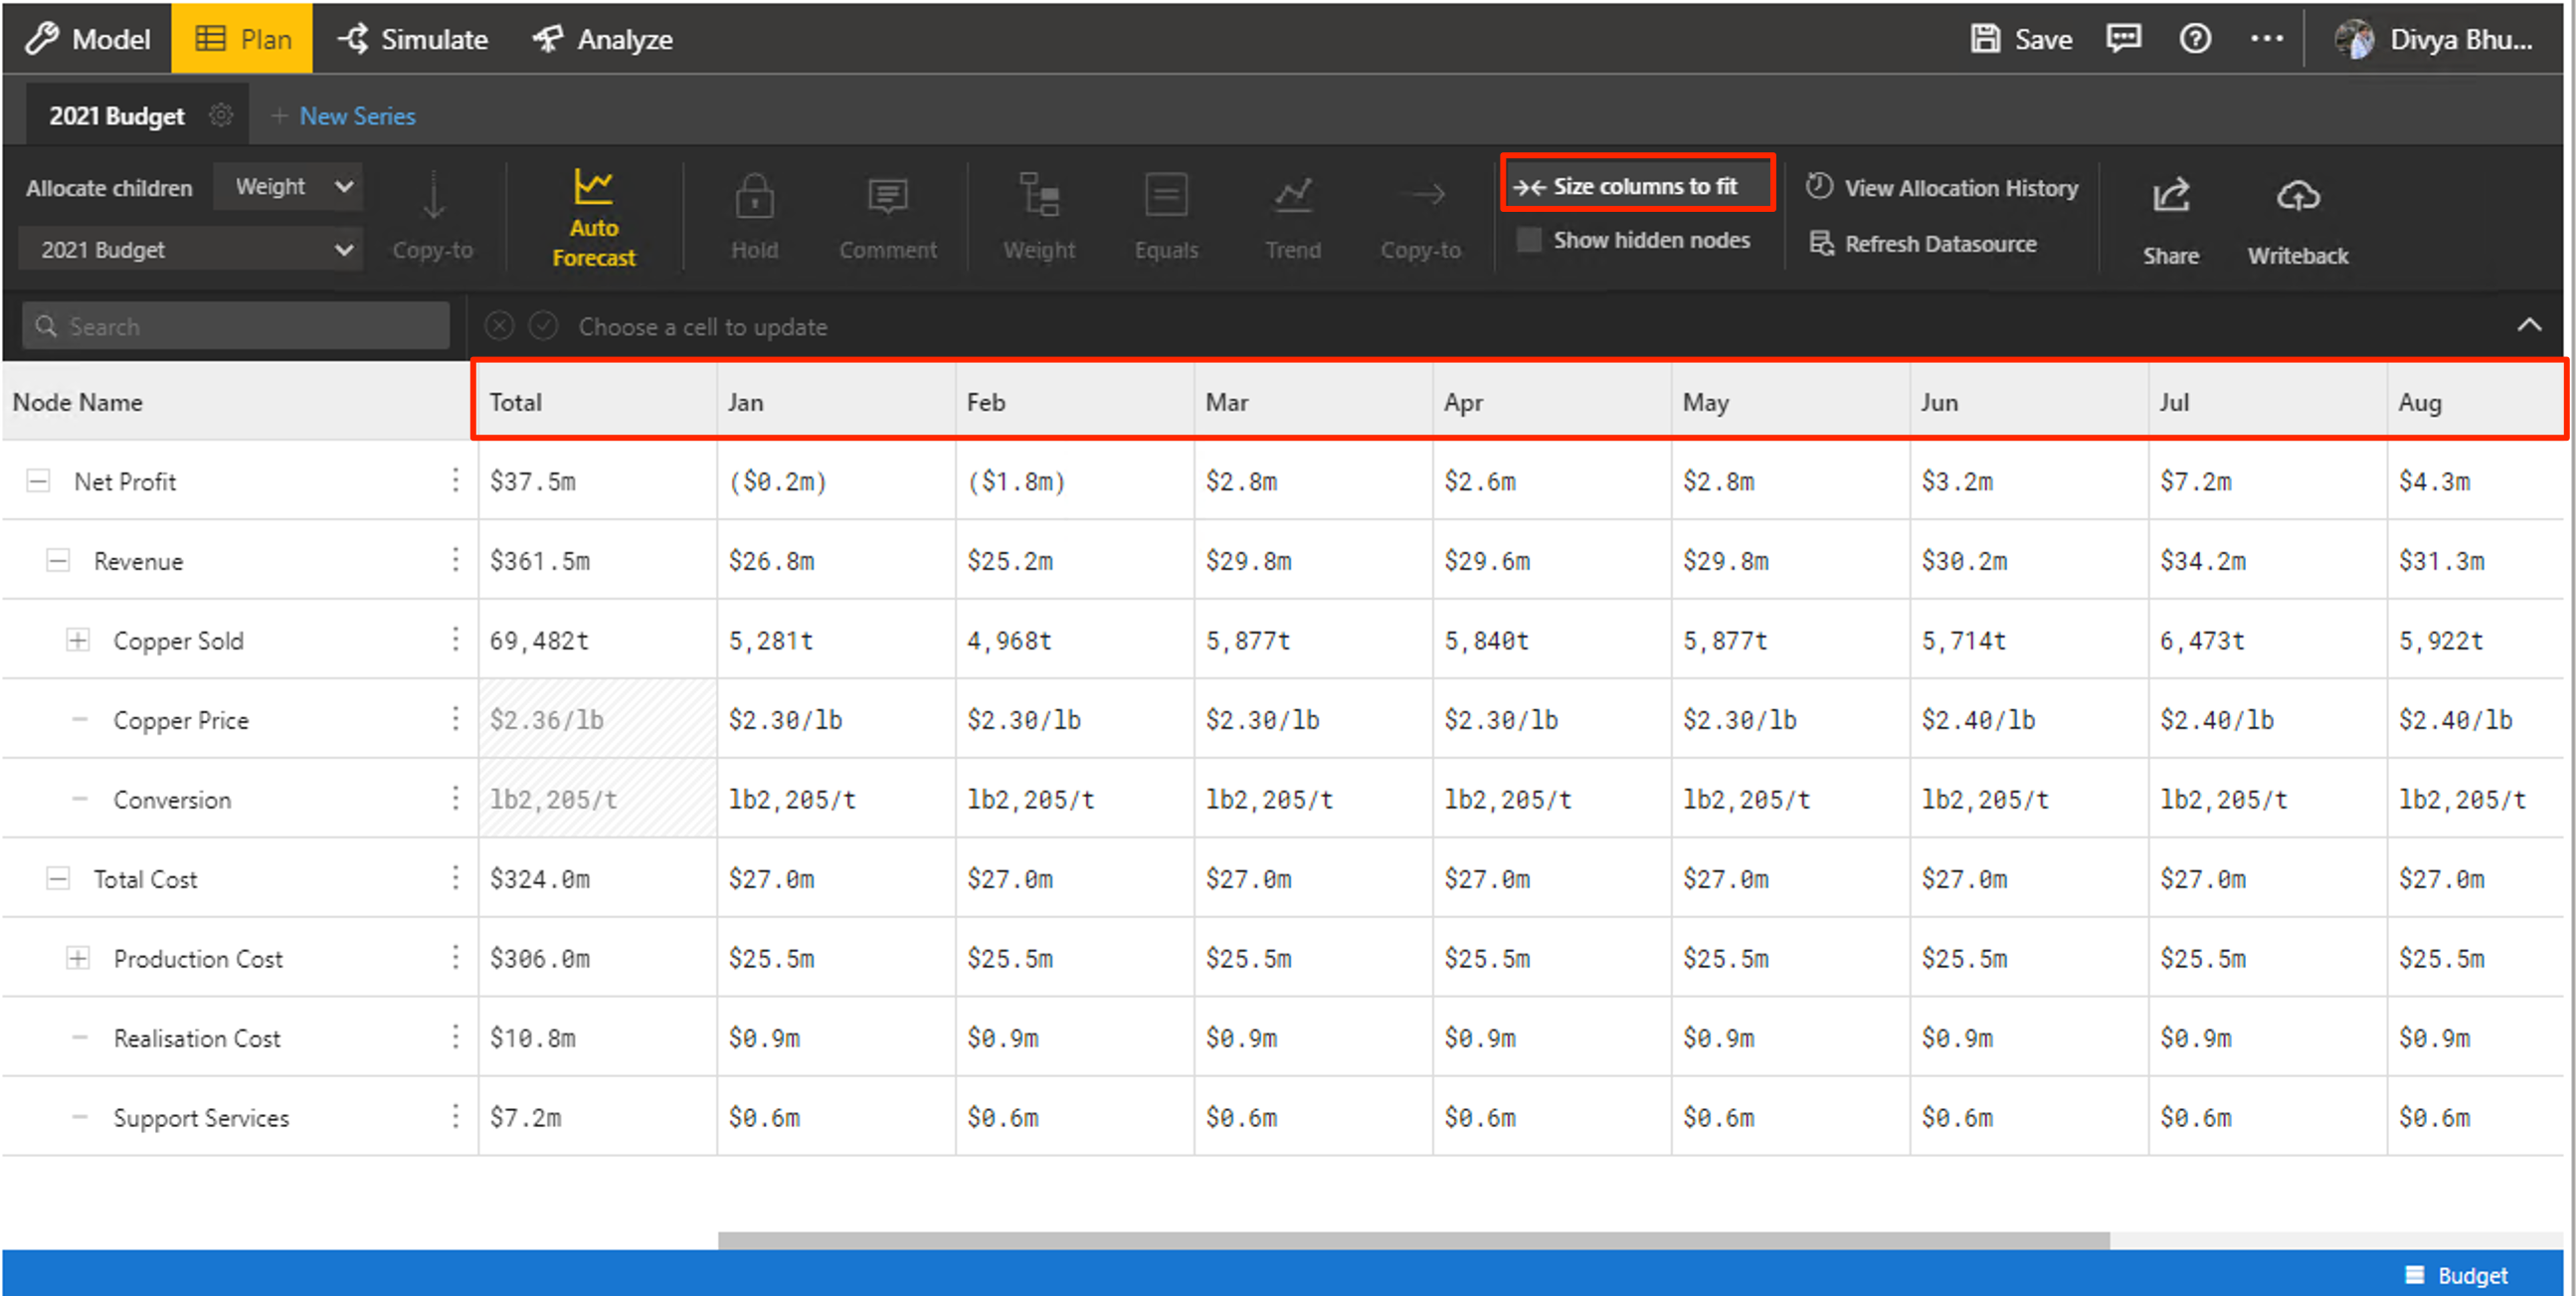 Model Plan Simulate Analyze Save Divya Bhu...
2021 Budget + New Series
Allocate children Weight
2021 Budget
Copy-to
Auto
Forecast
Hold
Comment
Weight
Equals
Trend
Copy-to
Size columns to fit
Show hidden nodes
View Allocation History
Refresh Datasource
Share
Writeback
Search
Choose a cell to update
Node Name Total Jan Feb Mar Apr May Jun Jul Aug
Net Profit $37.5m ($0.2m) ($1.8m) $2.8m $2.6m $2.8m $3.2m $7.2m $4.3m
Revenue $361.5m $26.8m $25.2m $29.8m $29.6m $29.8m $30.2m $34.2m $31.3m
Copper Sold 69,482t 5,281t 4,968t 5,877t 5,840t 5,877t 5,714t 6,473t 5,922t
Copper Price $2.36/lb $2.30/lb $2.30/lb $2.30/lb $2.30/lb $2.30/lb $2.40/lb $2.40/lb $2.40/lb
Conversion lb2,205/t lb2,205/t lb2,205/t lb2,205/t lb2,205/t lb2,205/t lb2,205/t lb2,205/t lb2,205/t
Total Cost $324.0m $27.0m $27.0m $27.0m $27.0m $27.0m $27.0m $27.0m $27.0m
Production Cost $306.0m $25.5m $25.5m $25.5m $25.5m $25.5m $25.5m $25.5m $25.5m
Realisation Cost $10.8m $0.9m $0.9m $0.9m $0.9m $0.9m $0.9m $0.9m $0.9m
Support Services $7.2m $0.6m $0.6m $0.6m $0.6m $0.6m $0.6m $0.6m $0.6m
Budget